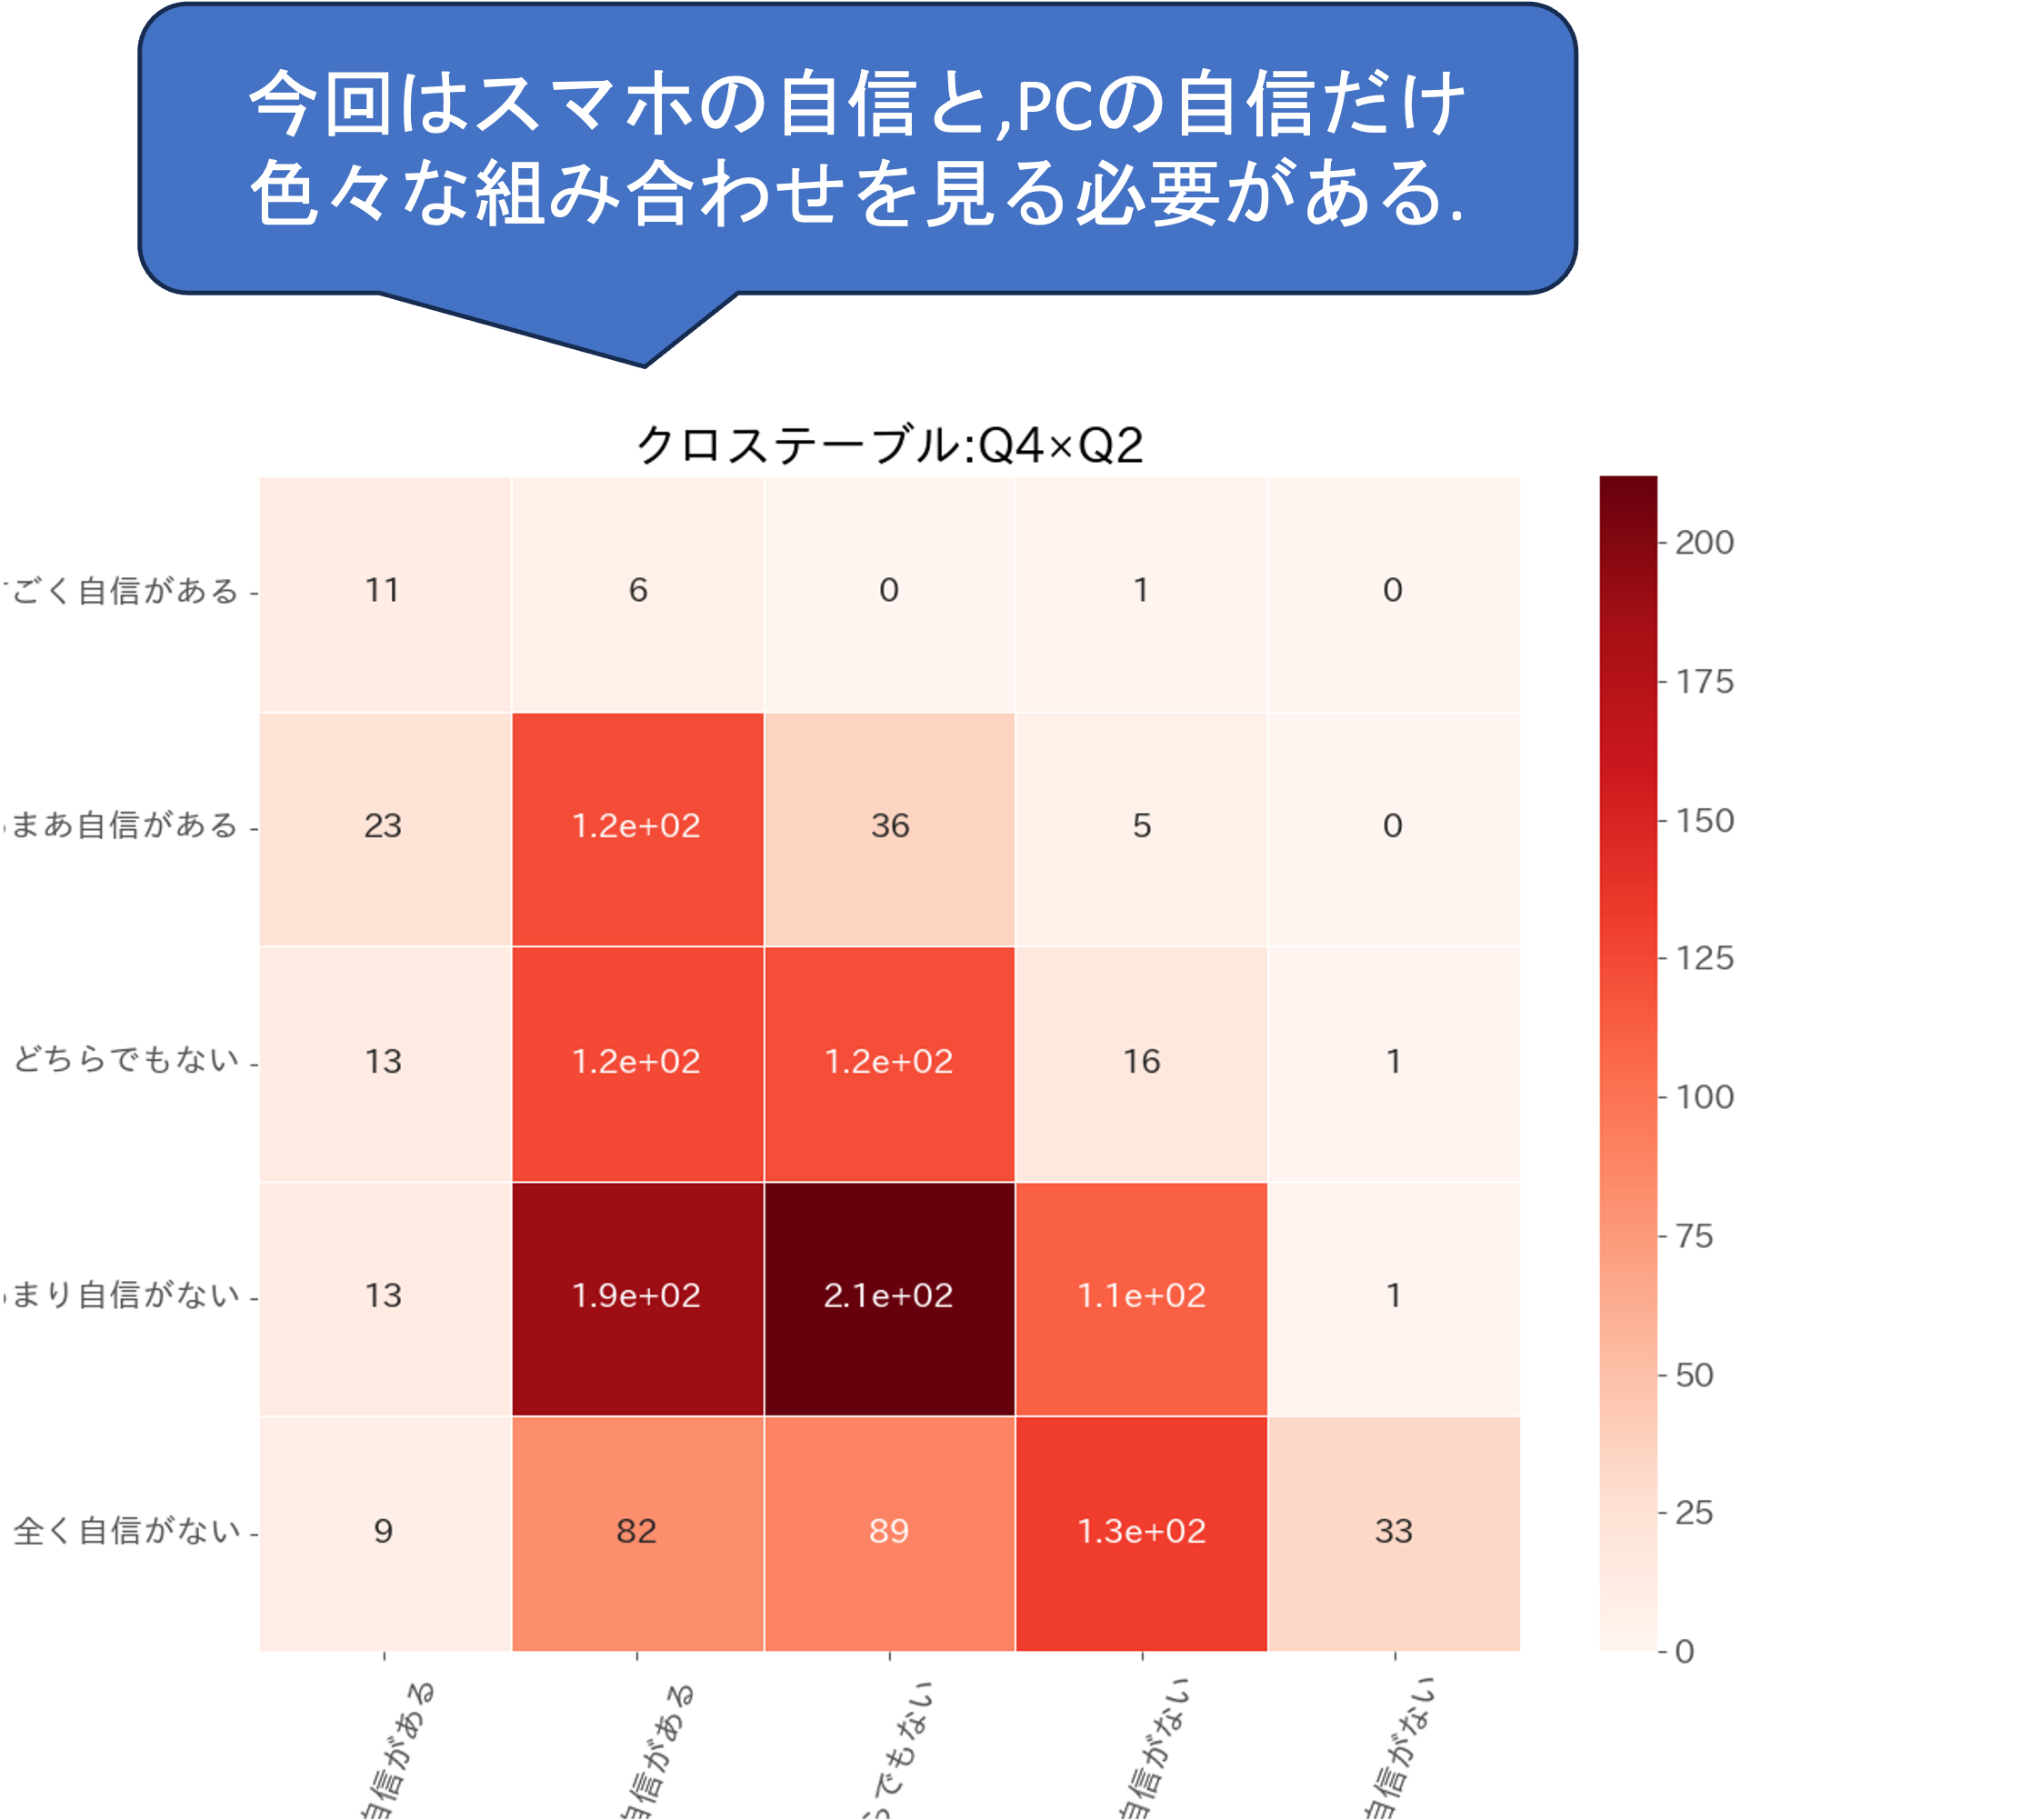 今回はスマホの自信と,PCの自信だけ
色々な組み合わせを見る必要がある.
クロステーブル:Q4×Q2
ごく自信がある
11 6 0 1 0
まあ自信がある
23 1.2e+02 36 5 0
どちらでもない
13 1.2e+02 1.2e+02 16 1
まり自信がない
13 1.9e+02 2.1e+02 1.1e+02 1
全く自信がない
9 82 89 1.3e+02 33
自信がある
自信がある
でもない
自信がない
自信がない
200
175
150
125
100
75
50
25
0